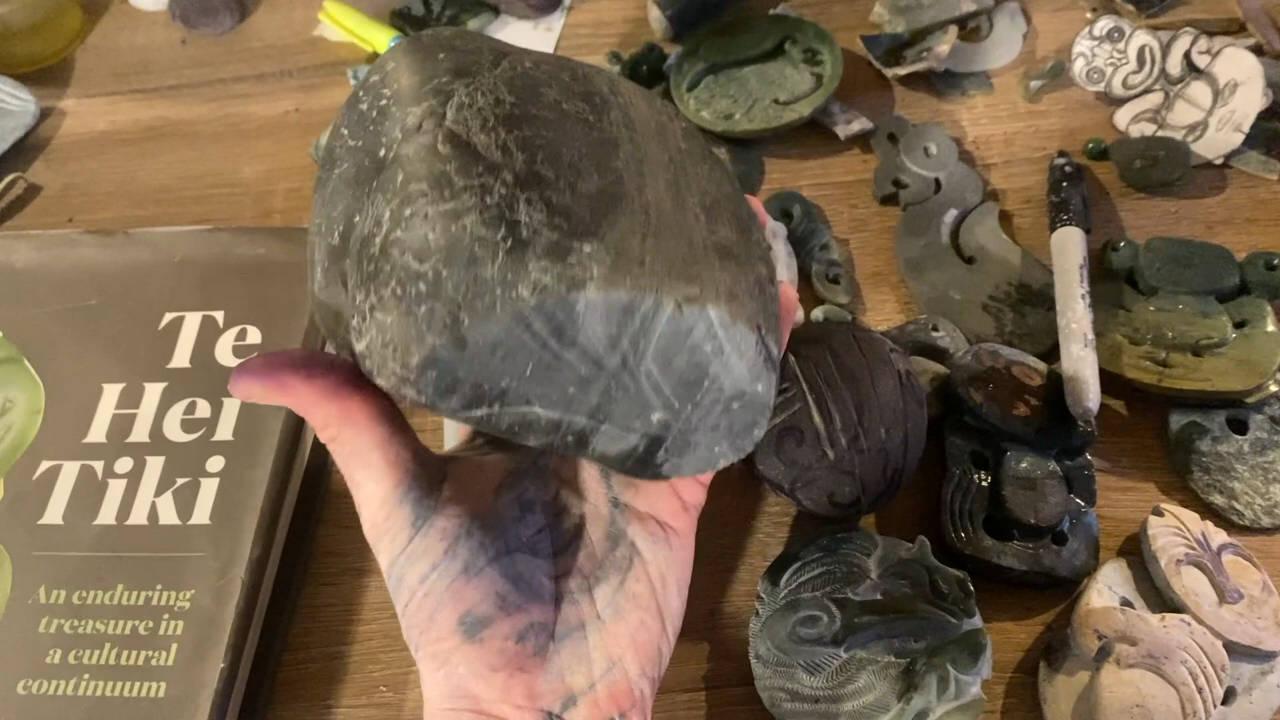 Te
Hei
Tiki
An enduring
treasure in
a cultural
continuum